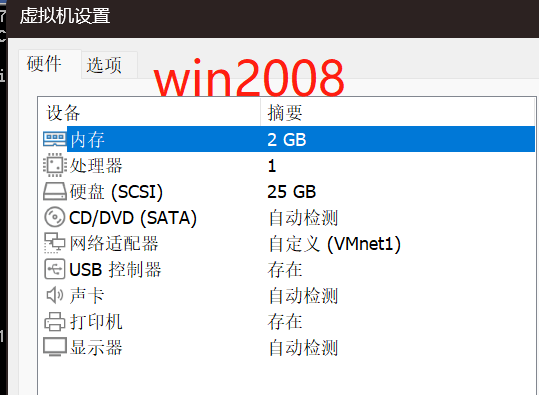 虚拟机设置
硬件 选项
win2008
设备 摘要
内存 2 GB
处理器 1
硬盘 (SCSI) 25 GB
CD/DVD (SATA) 自动检测
网络适配器 自定义 (VMnet1)
USB 控制器 存在
声卡 自动检测
打印机 存在
显示器 自动检测